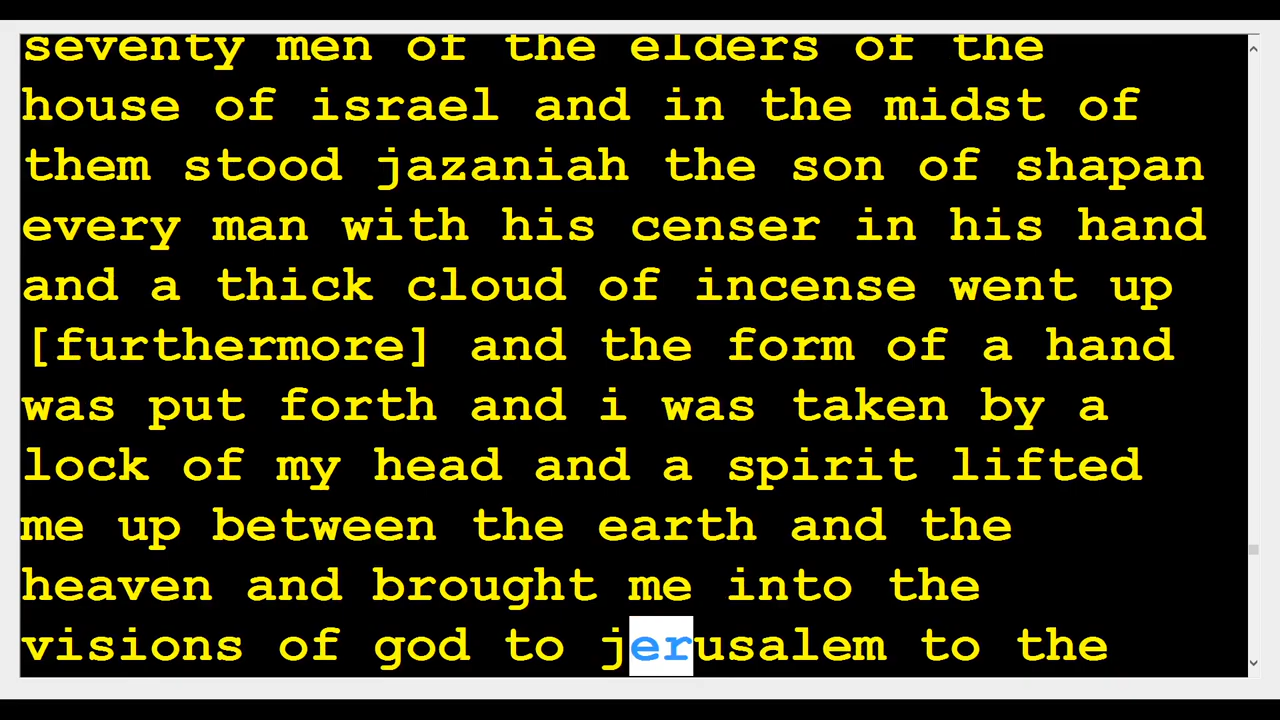 seventy men of the elders of the
house of israel and in the midst of
them stood jazaniah the son of shapan
every man with his censer in his hand
and a thick cloud of incense went up
[furthermore] and the form of a hand
was put forth and i was taken by a
lock of my head and a spirit lifted
me up between the earth and the
heaven and brought me into the
visions of god to jerusalem to the